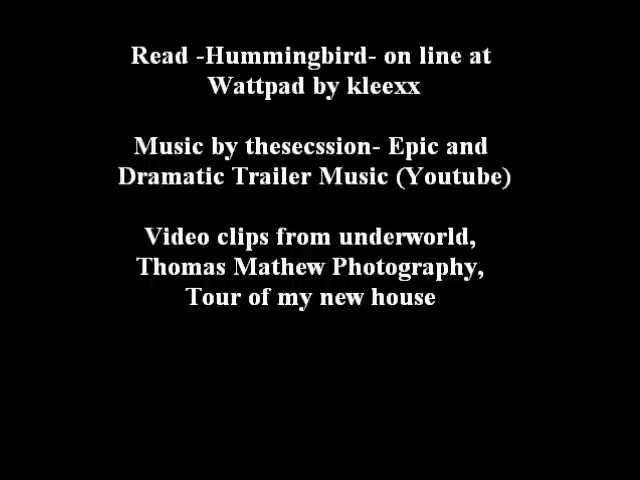 Read -Hummingbird- on line at
Wattpad by kleexx
Music by thesecssion- Epic and
Dramatic Trailer Music (Youtube)
Video clips from underworld,
Thomas Mathew Photography,
Tour of my new house